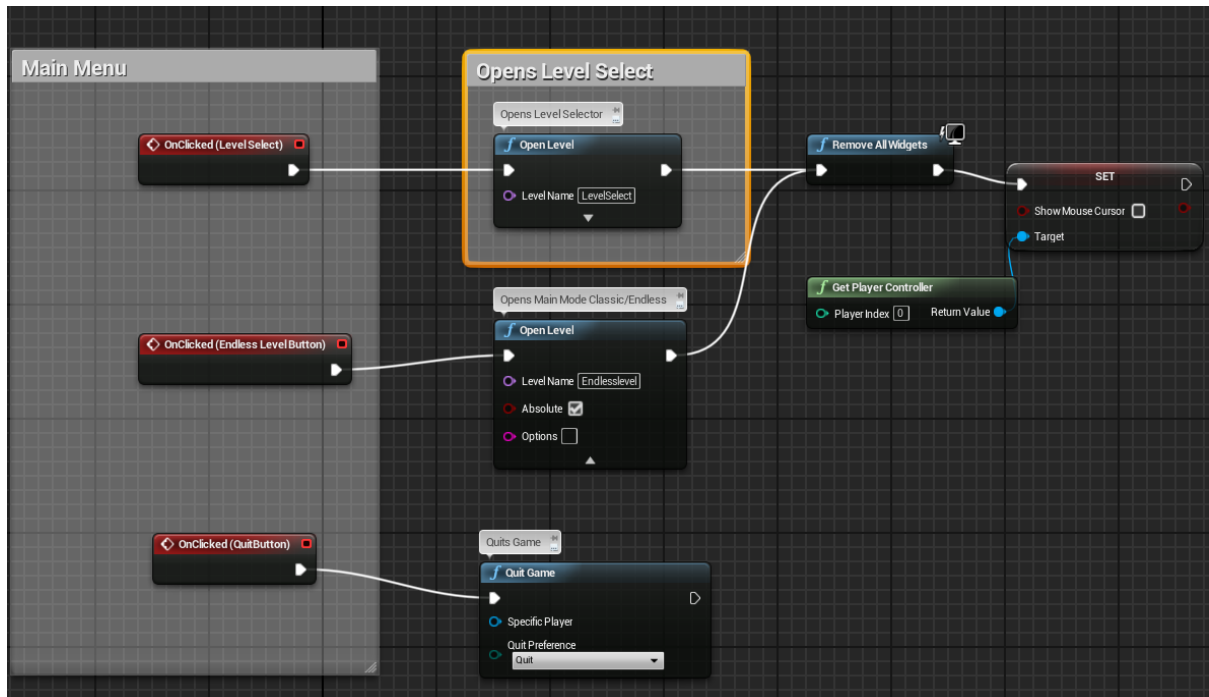 Main Menu
OnClicked (Level Select)
OnClicked (Endless Level Button)
OnClicked (QuitButton)
Opens Level Select
Opens Level Selector
f Open Level
Level Name LevelSelect
Opens Main Mode Classic/Endless
f Open Level
Level Name Endlesslevel
Absolute
Options
Quits Game
f Quit Game
Specific Player
Quit Preference
Quit
f Remove All Widgets
SET
Show Mouse Cursor
Target
f Get Player Controller
Player Index 0 Return Value